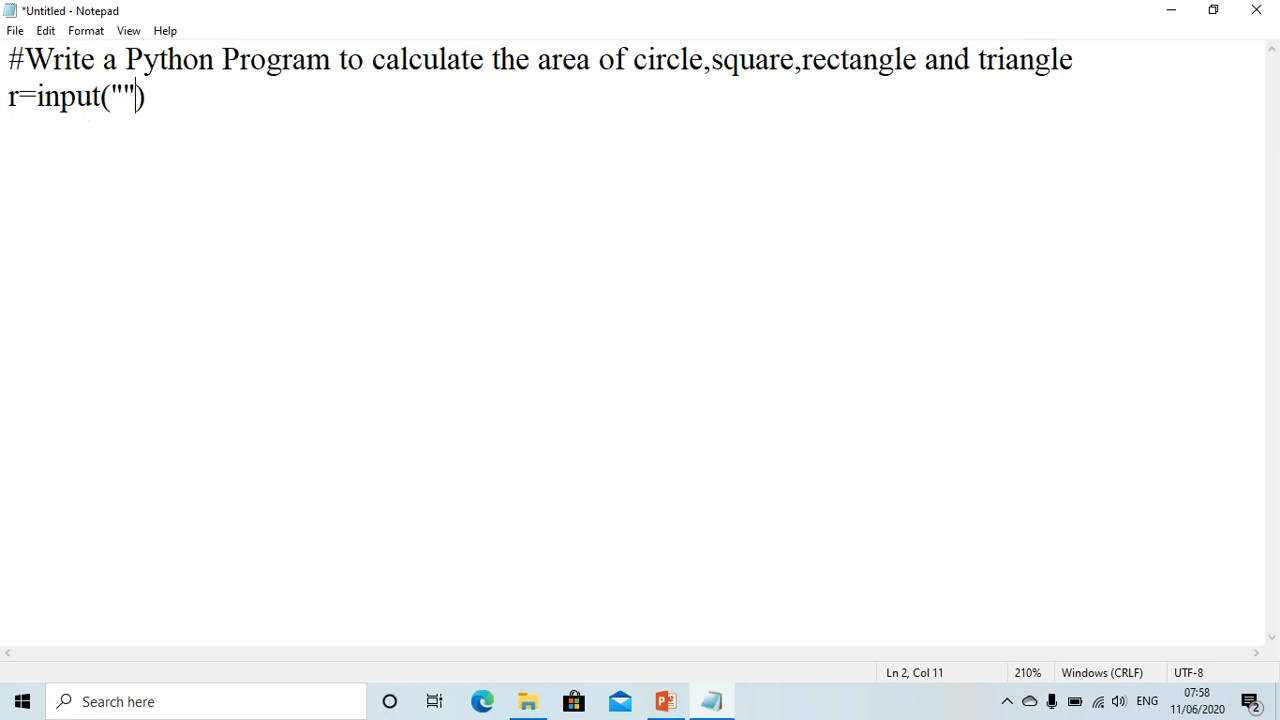 *Untitled - Notepad
File Edit Format View Help
#Write a Python Program to calculate the area of circle,square,rectangle and triangle
r=input("")
Ln 2, Col 11 210% Windows (CRLF) UTF-8
Search here ENG 07:58
11/06/2020 2